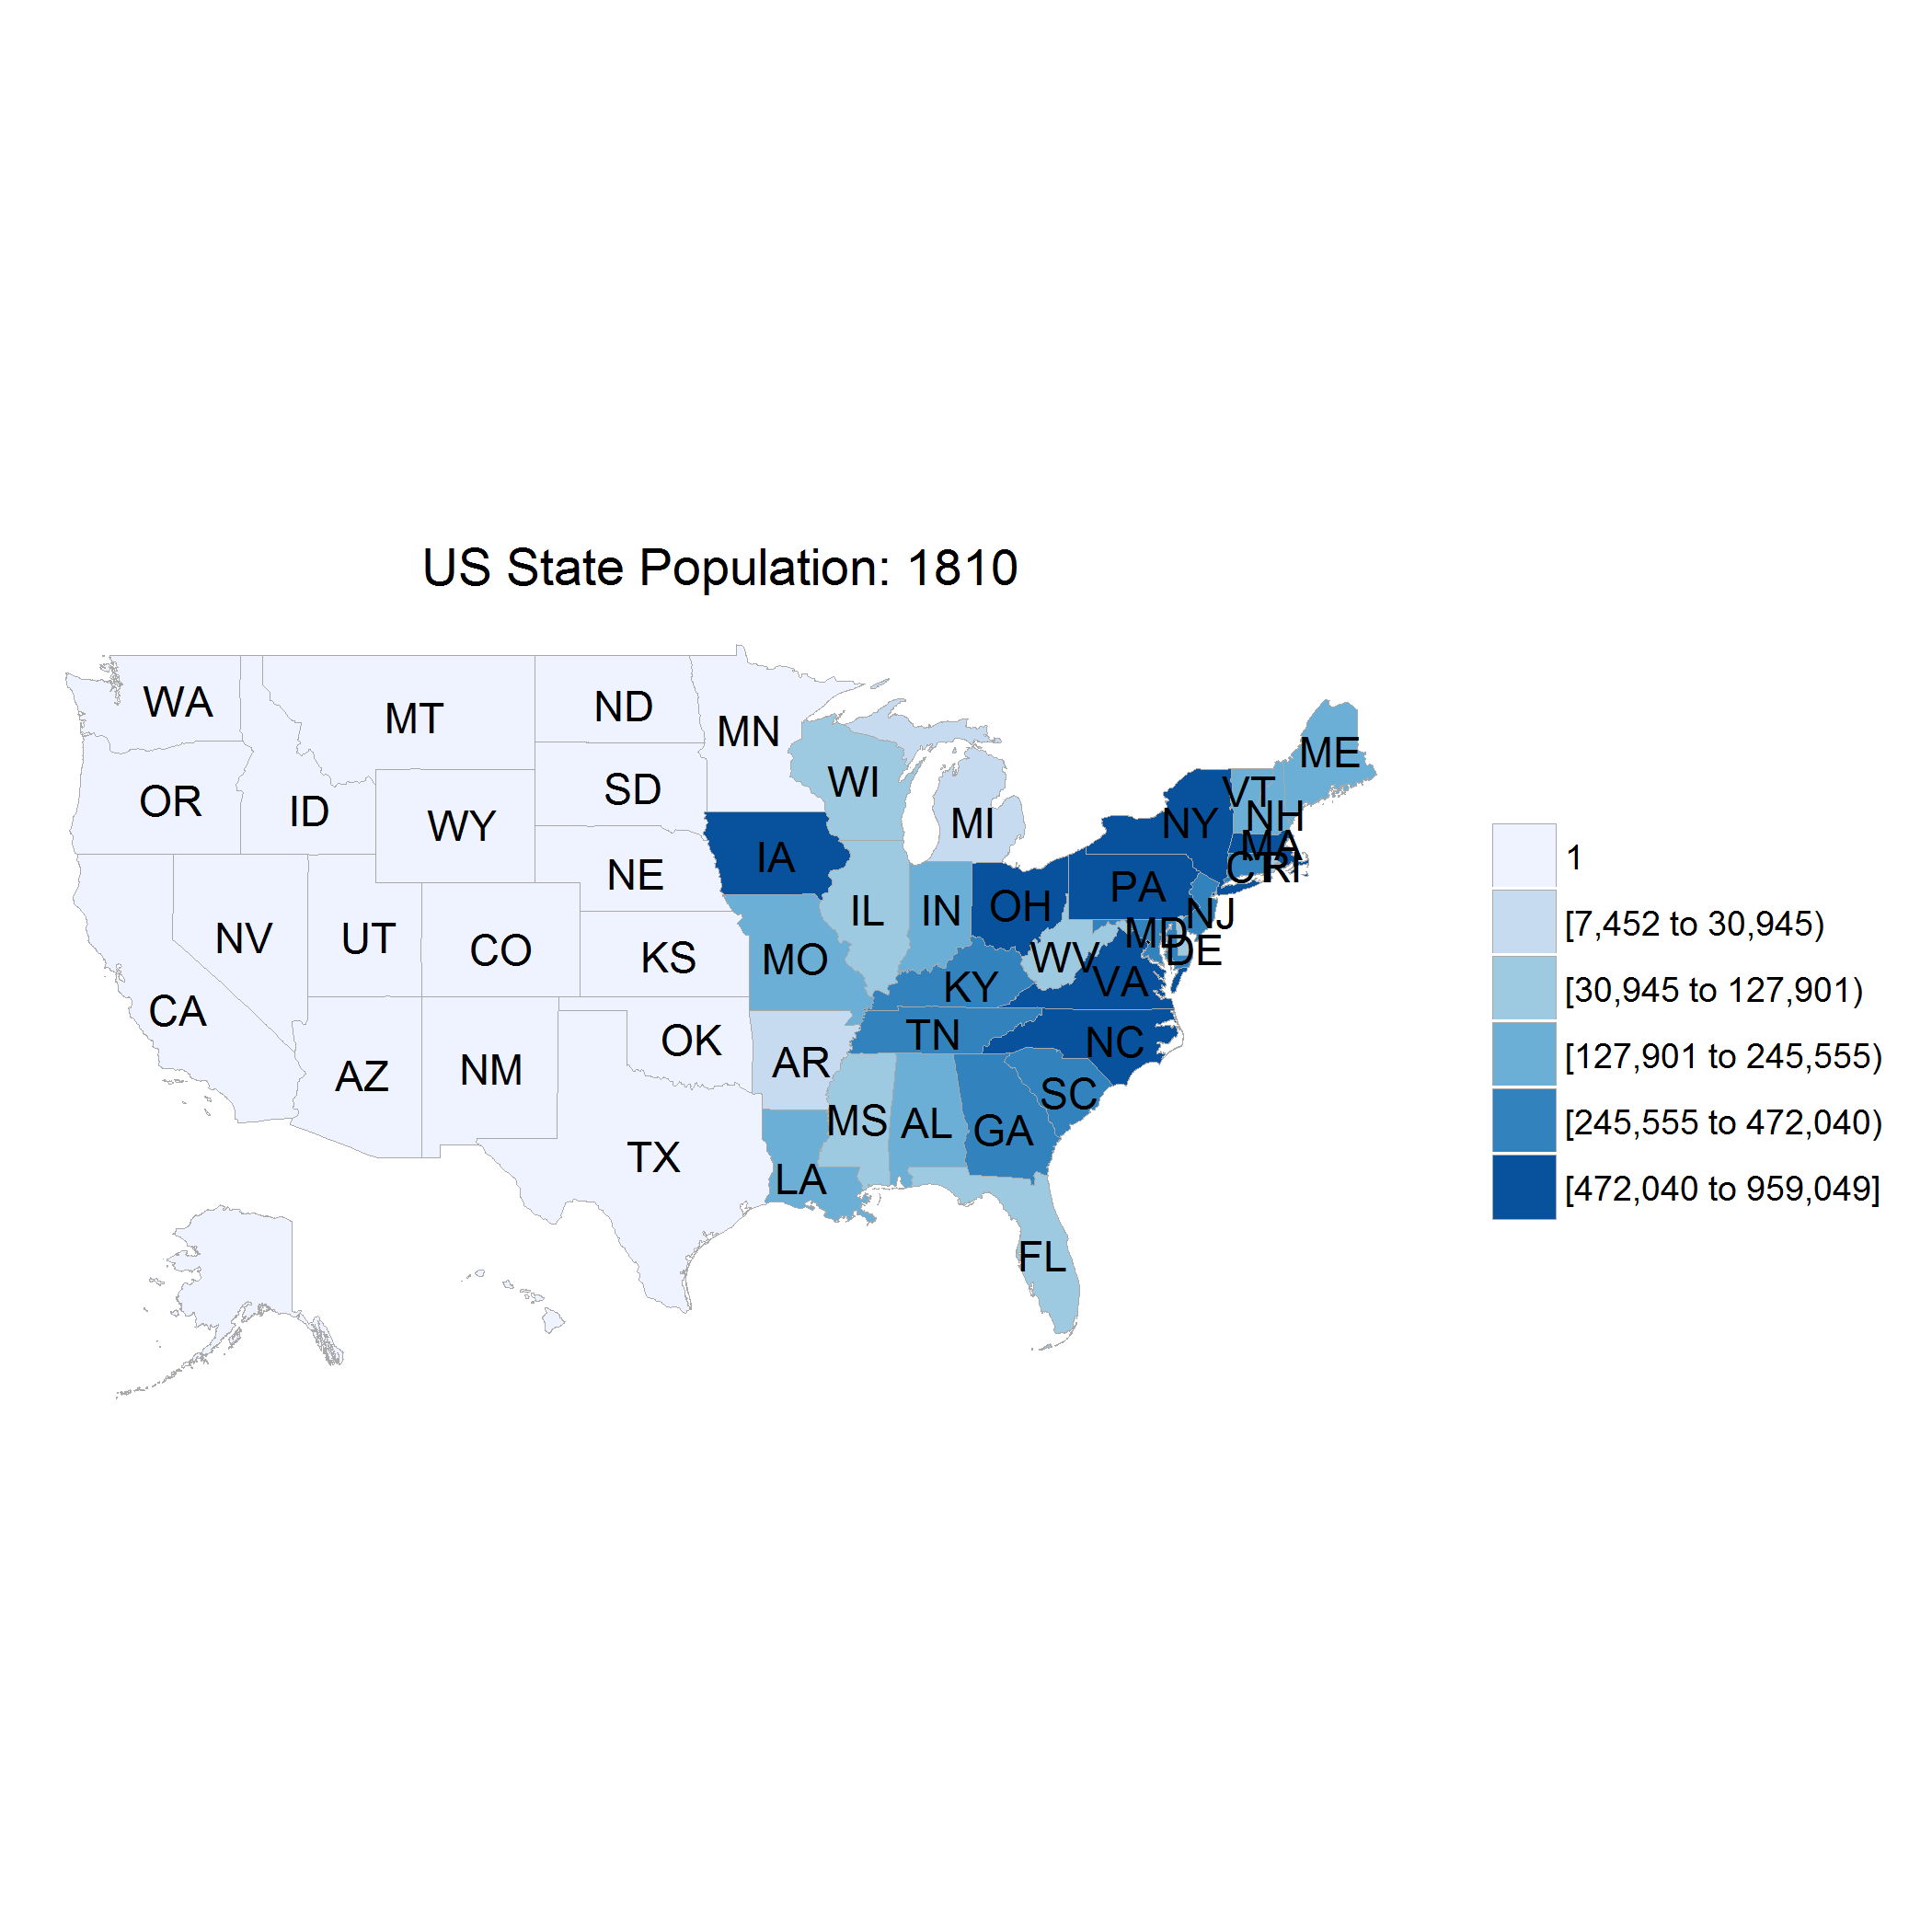 US State Population: 1810
WA
MT
ND
MN
ME
OR
ID
WY
SD
WI
MI
VT
NH
NY
MA
CT
RI
NE
IA
PA
NV
UT
CO
KS
MO
IL
IN
OH
NJ
MD
DE
WV
VA
KY
CA
AZ
NM
OK
AR
TN
NC
SC
TX
LA
MS
AL
GA
FL
1
[7,452 to 30,945)
[30,945 to 127,901)
[127,901 to 245,555)
[245,555 to 472,040)
[472,040 to 959,049]